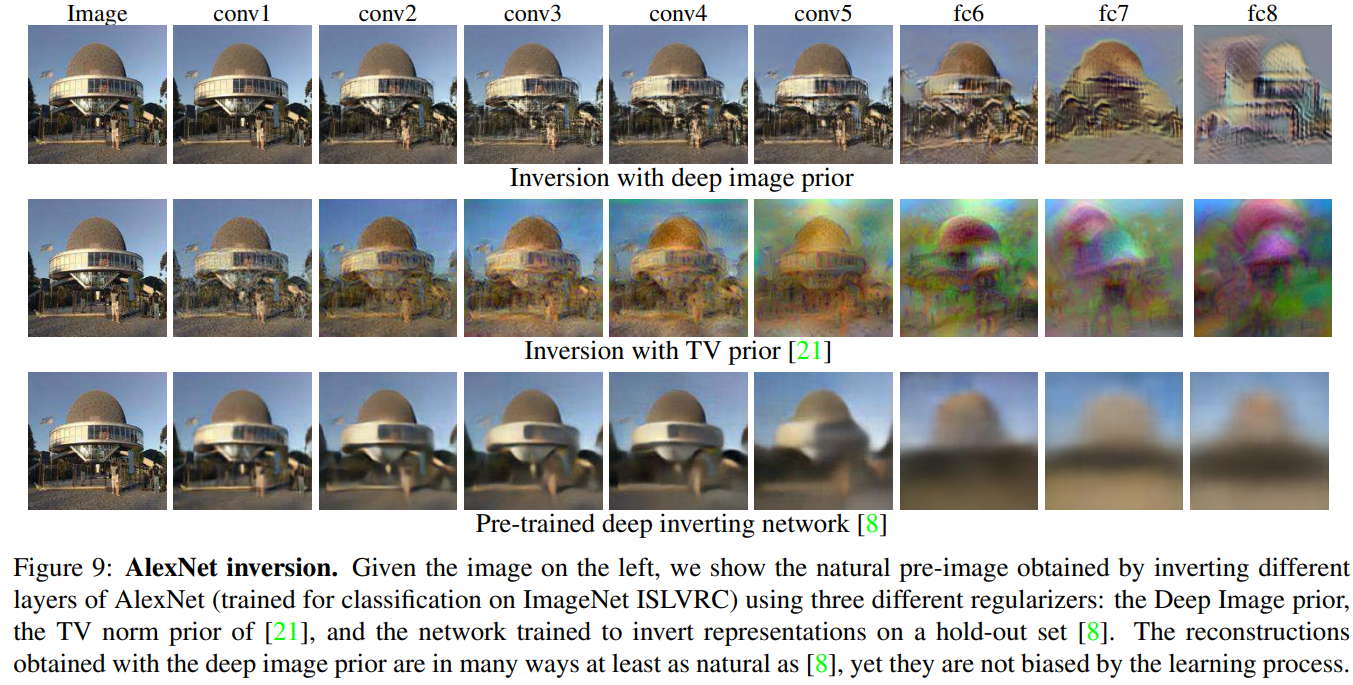 Image conv1 conv2 conv3 conv4 conv5 fc6 fc7 fc8
Inversion with deep image prior
Inversion with TV prior [21]
Pre-trained deep inverting network [8]
Figure 9: AlexNet inversion. Given the image on the left, we show the natural pre-image obtained by inverting different
layers of AlexNet (trained for classification on ImageNet ISLVRC) using three different regularizers: the Deep Image prior,
the TV norm prior of [21], and the network trained to invert representations on a hold-out set [8]. The reconstructions
obtained with the deep image prior are in many ways at least as natural as [8], yet they are not biased by the learning process.